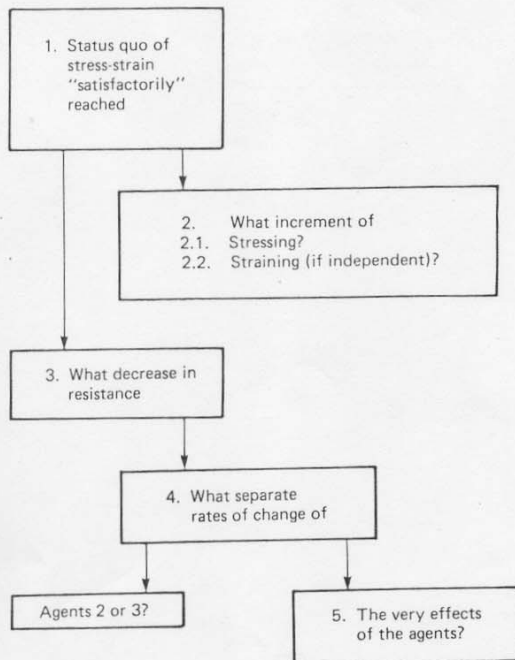 1. Status quo of
stress-strain
"satisfactorily"
reached
2. What increment of
2.1. Stressing?
2.2. Straining (if independent)?
3. What decrease in
resistance
4. What separate
rates of change of
Agents 2 or 3?
5. The very effects
of the agents?